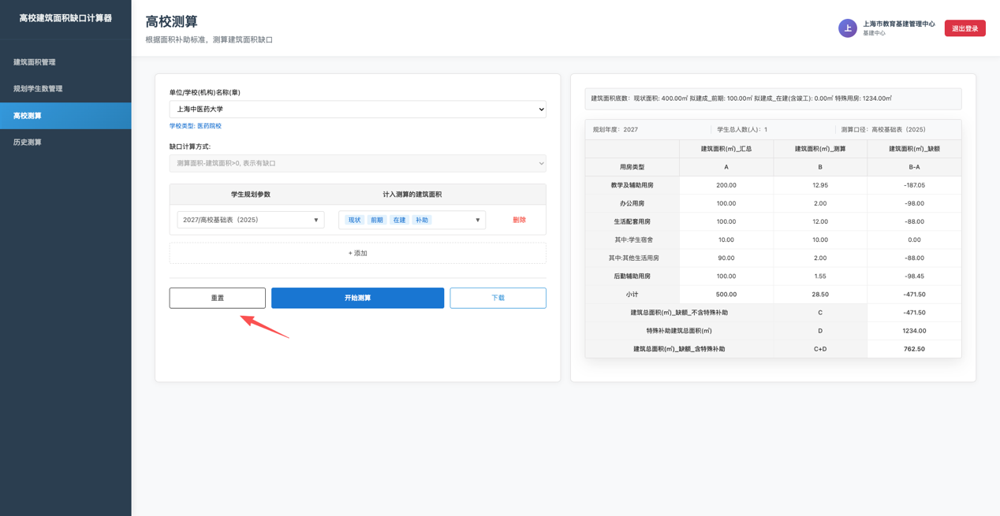 高校建筑面积缺口计算器
建筑面积管理
规划学生数管理
高校测算
历史测算
高校测算
根据面积补助标准，测算建筑面积缺口
上
上海市教育基建管理中心
基建中心
退出登录
单位/学校(机构)名称(章)
上海中医药大学
学校类型: 医药院校
缺口计算方式:
测算面积-建筑面积>0, 表示有缺口
学生规划参数 计入测算的建筑面积
2027/高校基础表（2025） ▼ 现状 前期 在建 补助 ▼ 删除
+ 添加
重置 开始测算 下载
建筑面积底数: 现状面积: 400.00㎡ 拟建成_前期: 100.00㎡ 拟建成_在建(含竣工): 0.00㎡ 特殊用房: 1234.00㎡
规划年度：2027 学生总人数(人)：1 测算口径：高校基础表（2025）
建筑面积(㎡)_汇总 建筑面积(㎡)_测算 建筑面积(㎡)_缺额
用房类型 A B B-A
教学及辅助用房 200.00 12.95 -187.05
办公用房 100.00 2.00 -98.00
生活配套用房 100.00 12.00 -88.00
其中:学生宿舍 10.00 10.00 0.00
其中:其他生活用房 90.00 2.00 -88.00
后勤辅助用房 100.00 1.55 -98.45
小计 500.00 28.50 -471.50
建筑总面积(㎡)_缺额_不含特殊补助 C -471.50
特殊补助建筑总面积(㎡) D 1234.00
建筑总面积(㎡)_缺额_含特殊补助 C+D 762.50